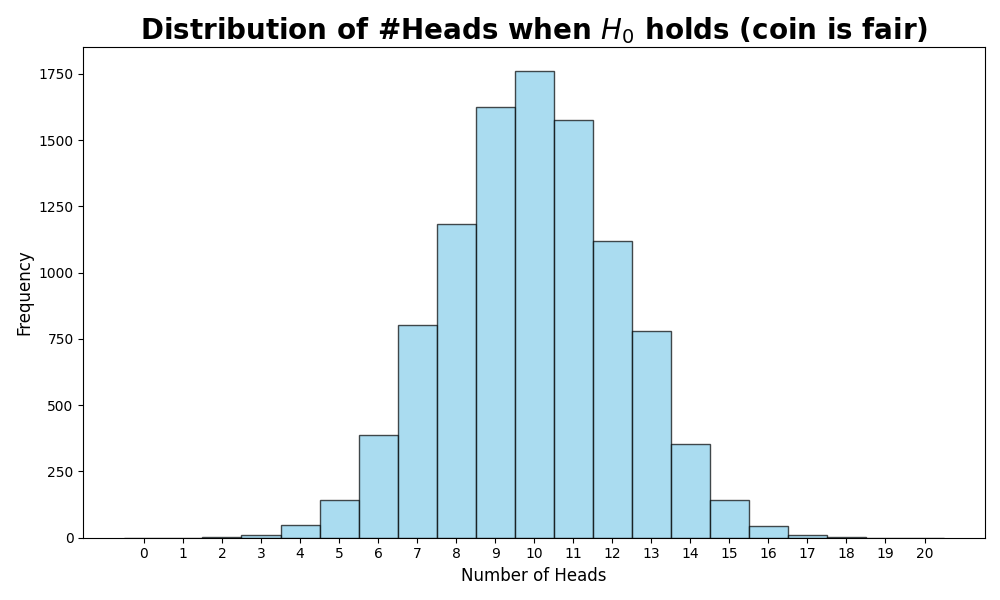 Distribution of #Heads when H₀ holds (coin is fair)
1750
1500
1250
1000
750
500
250
0
Frequency
0 1 2 3 4 5 6 7 8 9 10 11 12 13 14 15 16 17 18 19 20
Number of Heads